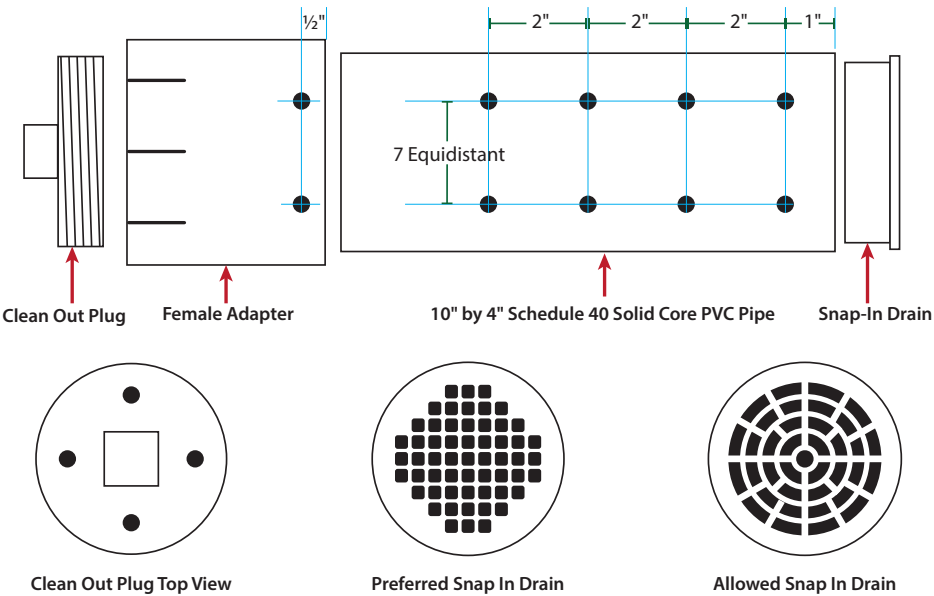 ½"
2"
2"
2"
1"
7 Equidistant
Clean Out Plug
Female Adapter
10" by 4" Schedule 40 Solid Core PVC Pipe
Snap-In Drain
Clean Out Plug Top View
Preferred Snap In Drain
Allowed Snap In Drain